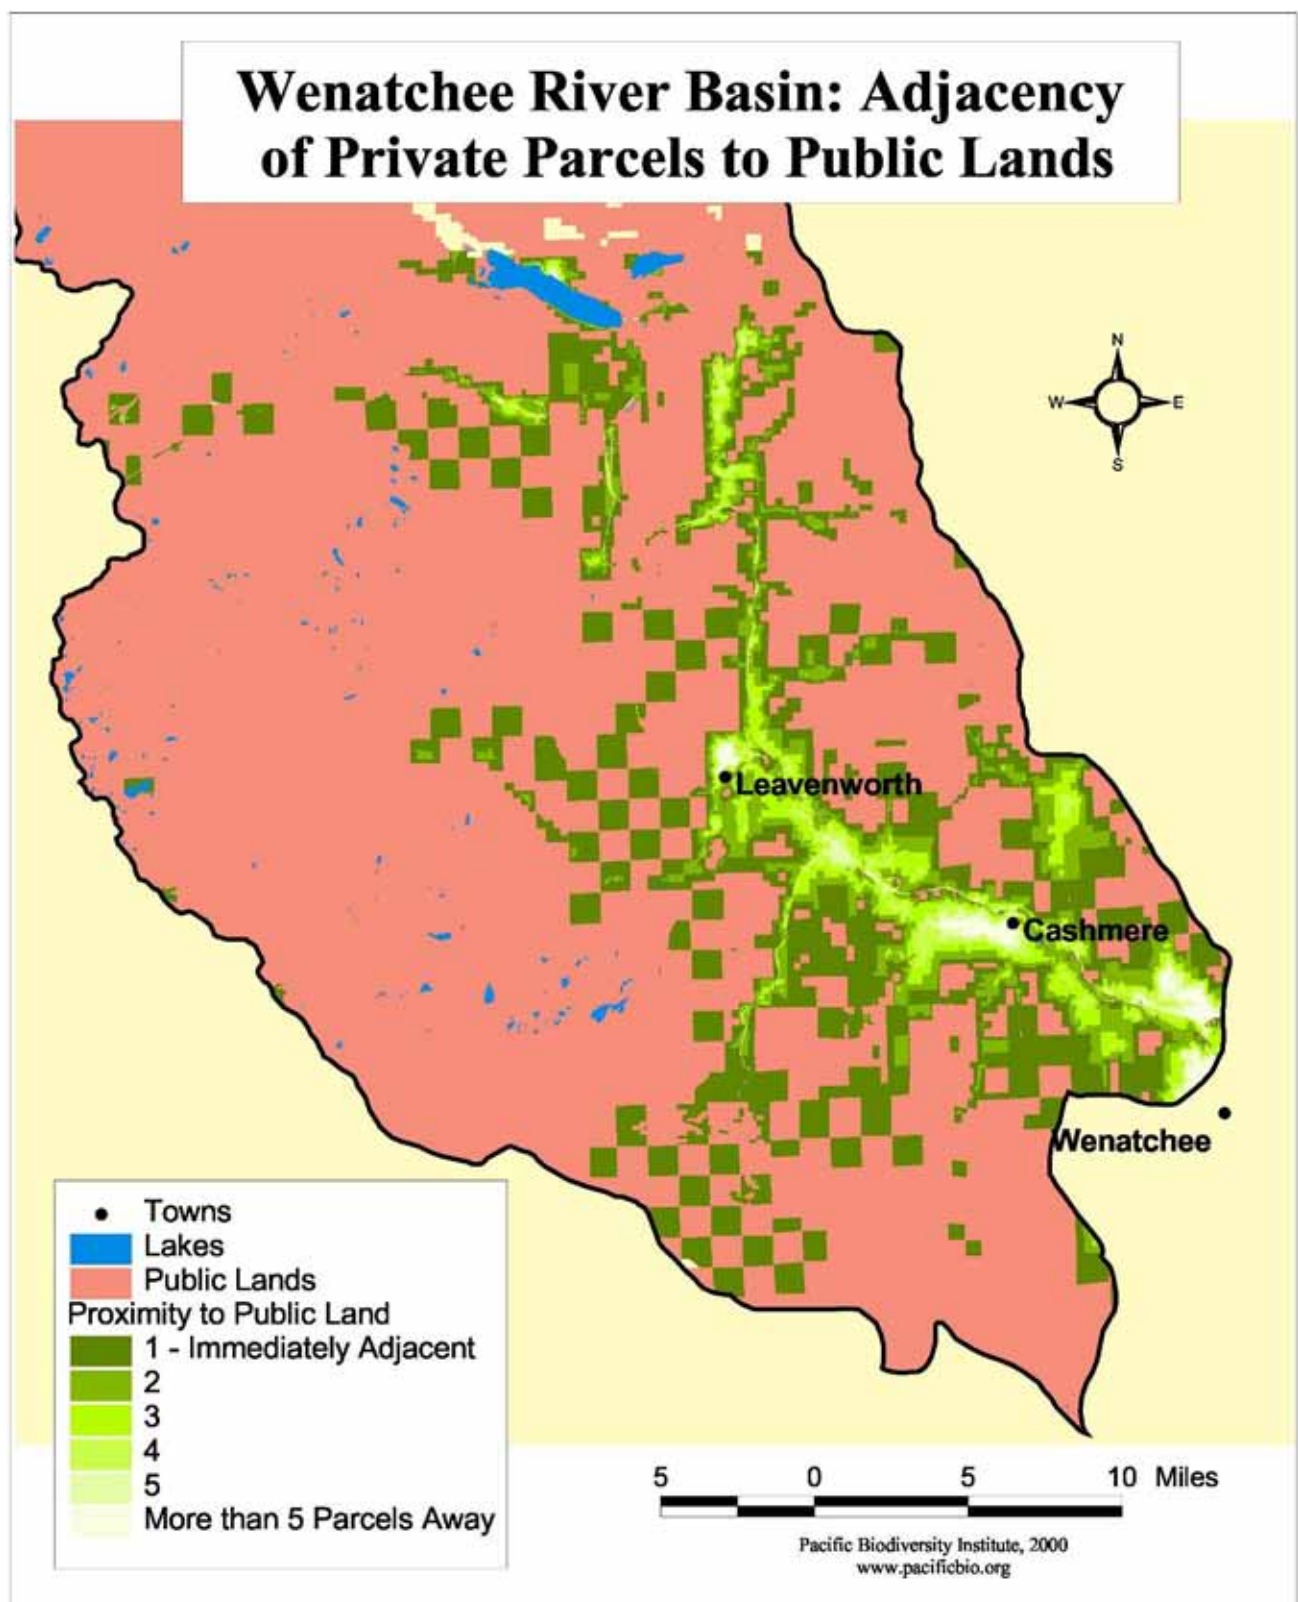 Wenatchee River Basin: Adjacency
of Private Parcels to Public Lands
N
W E
S
Leavenworth
Cashmere
Wenatchee
Towns
Lakes
Public Lands
Proximity to Public Land
1 - Immediately Adjacent
2
3
4
5
More than 5 Parcels Away
5 0 5 10 Miles
Pacific Biodiversity Institute, 2000
www.pacificbio.org